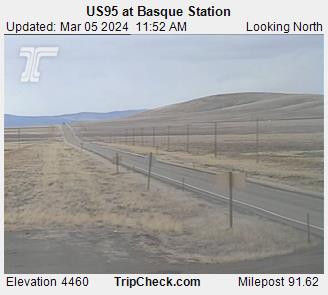 US95 at Basque Station
Updated: Mar 05 2024 11:52 AM Looking North
Elevation 4460 TripCheck.com Milepost 91.62